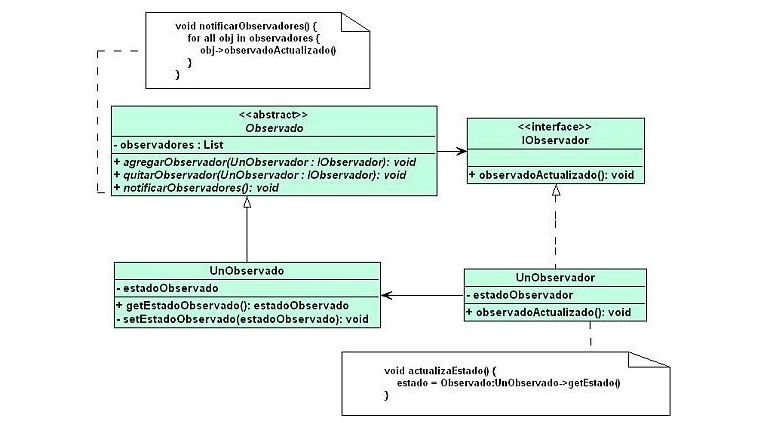 void notificarObservadores() {
for all obj in observadores {
obj->observadoActualizado()
}
}
<<abstract>>
Observado
- observadores : List
+ agregarObservador(UnObservador : IObservador): void
+ quitarObservador(UnObservador : IObservador): void
+ notificarObservadores(): void
<<interface>>
IObservador
+ observadoActualizado(): void
UnObservado
- estadoObservado
+ getEstadoObservado(): estadoObservado
- setEstadoObservado(estadoObservado): void
UnObservador
- estadoObservador
+ observadoActualizado(): void
void actualizaEstado() {
estado = Observado:UnObservado->getEstado()
}